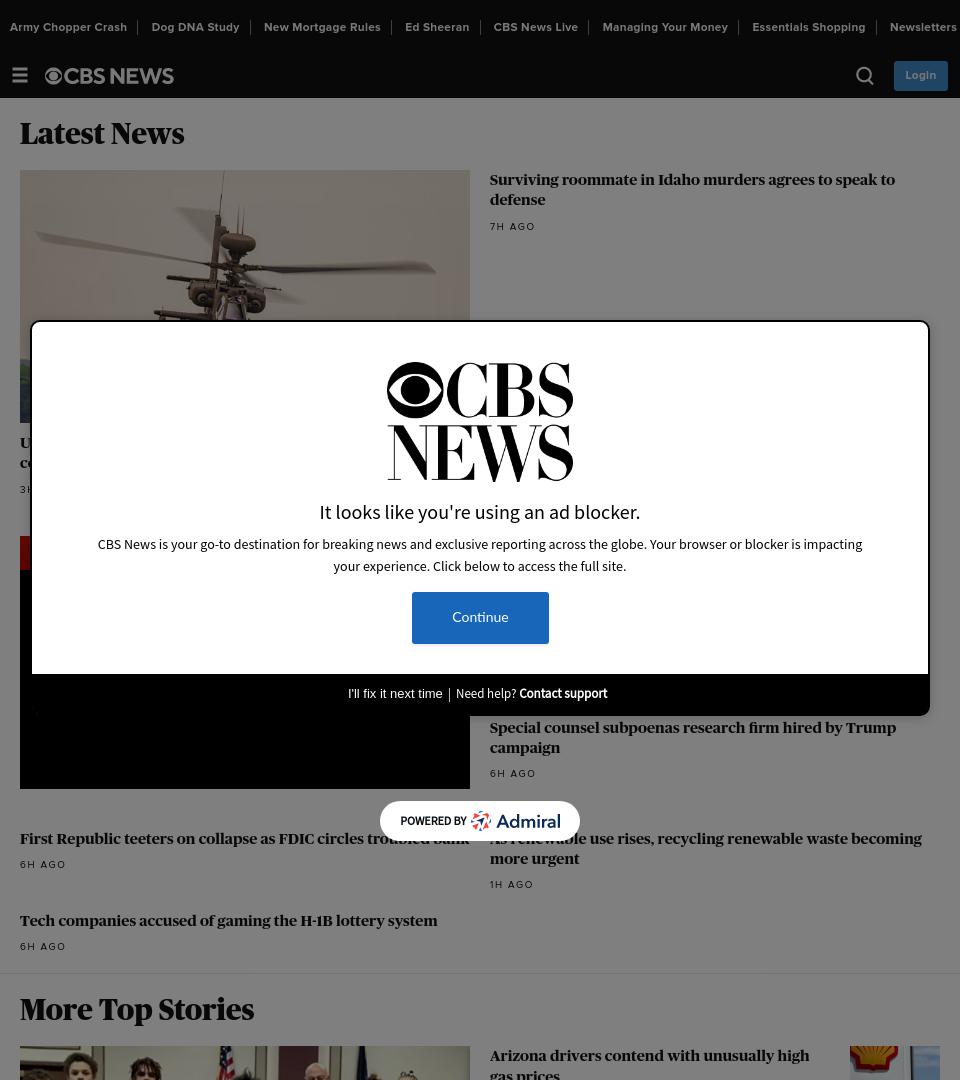 Army Chopper Crash
Dog DNA Study
New Mortgage Rules
Ed Sheeran
CBS News Live
Managing Your Money
Essentials Shopping
Newsletters
CBS NEWS
Login
Latest News
Surviving roommate in Idaho murders agrees to speak to
defense
7H AGO
CBS
NEWS
It looks like you're using an ad blocker.
CBS News is your go-to destination for breaking news and exclusive reporting across the globe. Your browser or blocker is impacting
your experience. Click below to access the full site.
Continue
I'll fix it next time | Need help? Contact support
Special counsel subpoenas research firm hired by Trump
campaign
6H AGO
POWERED BY Admiral
First Republic teeters on collapse as FDIC circles troubled bank
6H AGO
As renewable use rises, recycling renewable waste becoming
more urgent
1H AGO
Tech companies accused of gaming the H-1B lottery system
6H AGO
More Top Stories
Arizona drivers contend with unusually high
gas prices